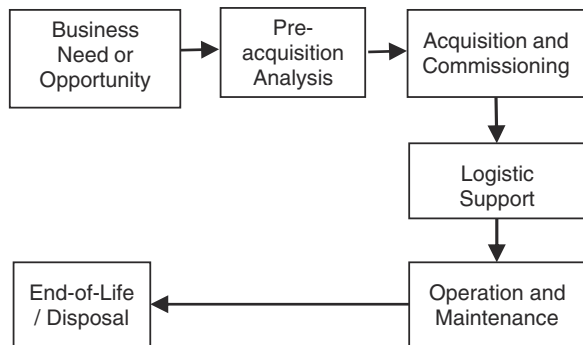 Business
Need or
Opportunity
Pre-
acquisition
Analysis
Acquisition and
Commissioning
Logistic
Support
Operation and
Maintenance
End-of-Life
/ Disposal